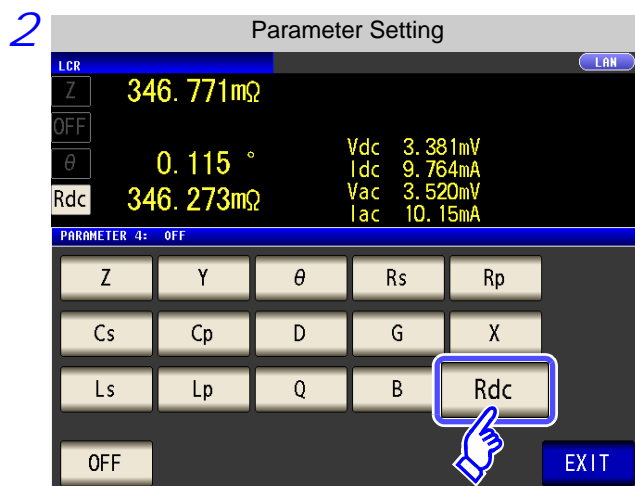 2
Parameter Setting
LCR
LAN
Z 346.771mΩ
OFF
θ 0.115 °
Rdc 346.273mΩ
Vdc 3.381mV
Idc 9.764mA
Vac 3.520mV
Iac 10.15mA
PARAMETER 4: OFF
Z Y θ Rs Rp
Cs Cp D G X
Ls Lp Q B Rdc
OFF
EXIT